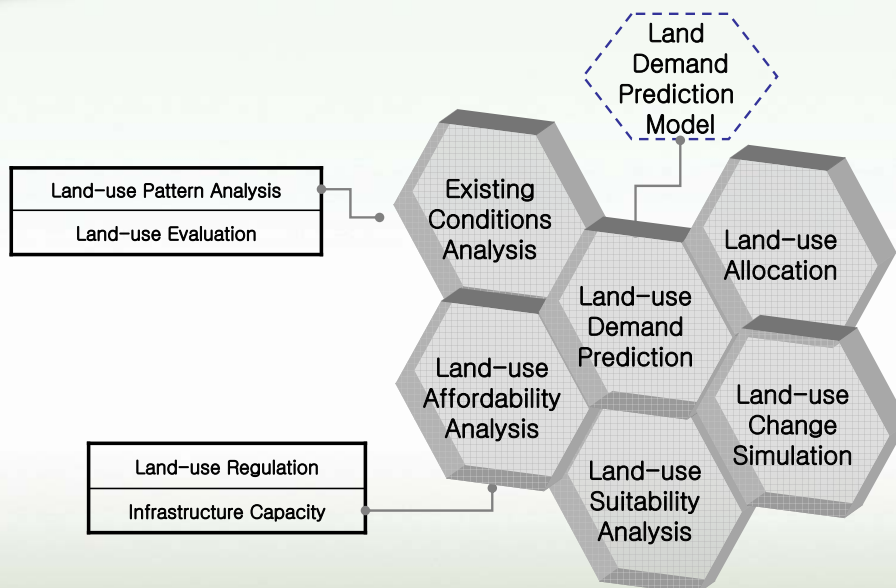 Land
Demand
Prediction
Model
Land-use Pattern Analysis
Land-use Evaluation
Existing
Conditions
Analysis
Land-use
Allocation
Land-use
Demand
Prediction
Land-use
Affordability
Analysis
Land-use
Change
Simulation
Land-use Regulation
Infrastructure Capacity
Land-use
Suitability
Analysis